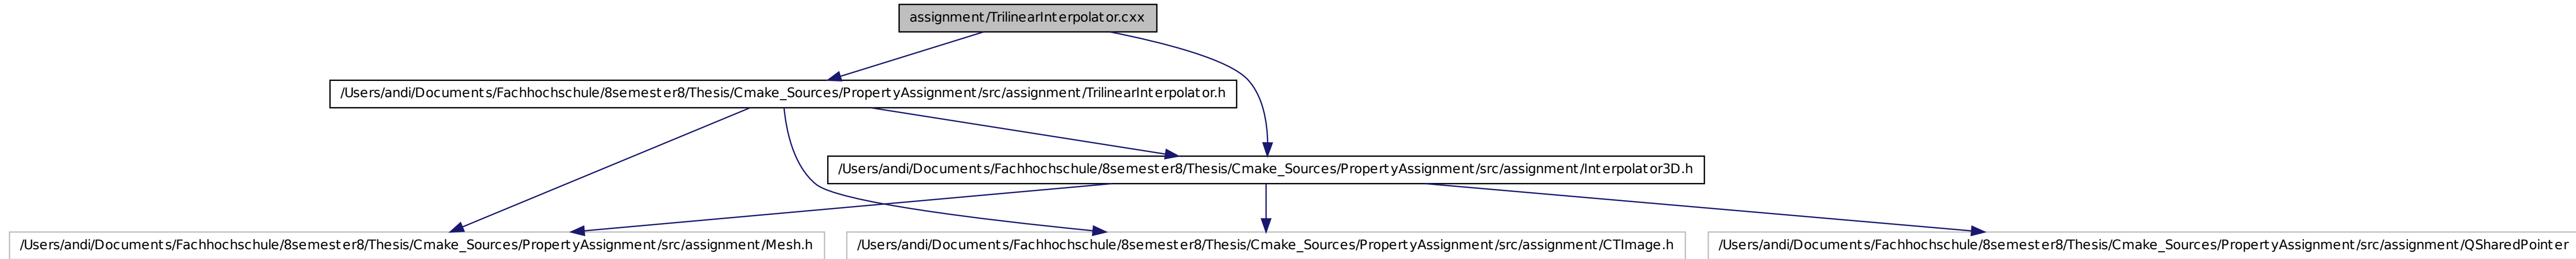 assignment/TrilinearInterpolator.cxx
/Users/andi/Documents/Fachhochschule/8semester8/Thesis/Cmake_Sources/PropertyAssignment/src/assignment/TrilinearInterpolator.h
/Users/andi/Documents/Fachhochschule/8semester8/Thesis/Cmake_Sources/PropertyAssignment/src/assignment/Interpolator3D.h
/Users/andi/Documents/Fachhochschule/8semester8/Thesis/Cmake_Sources/PropertyAssignment/src/assignment/Mesh.h
/Users/andi/Documents/Fachhochschule/8semester8/Thesis/Cmake_Sources/PropertyAssignment/src/assignment/CTImage.h
/Users/andi/Documents/Fachhochschule/8semester8/Thesis/Cmake_Sources/PropertyAssignment/src/assignment/QSharedPointer